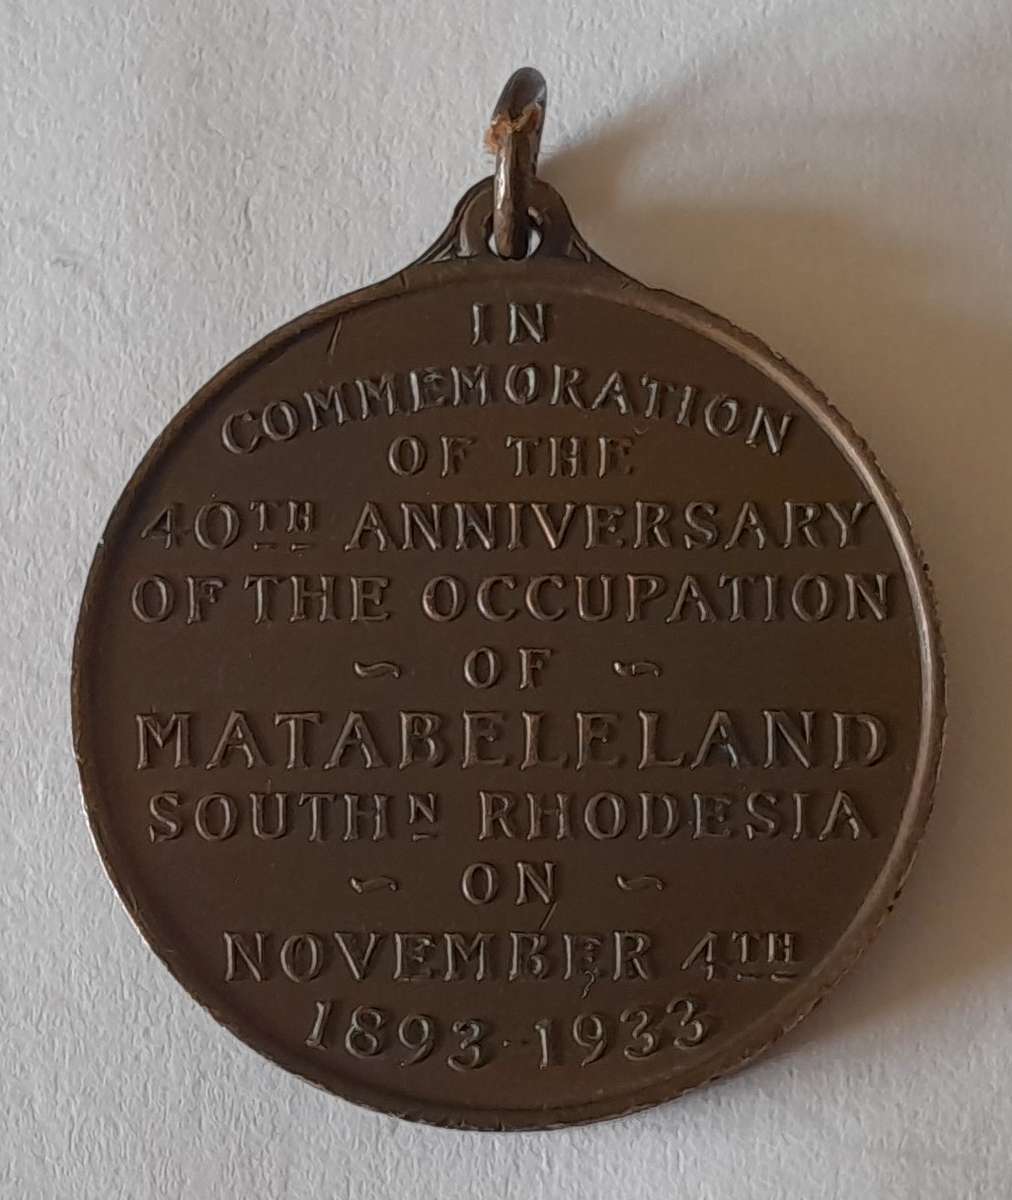 IN
COMMEMORATION
OF THE
40TH ANNIVERSARY
OF THE OCCUPATION
~ OF ~
MATABELELAND
SOUTHN RHODESIA
~ ON ~
NOVEMBER 4TH
1893·1933